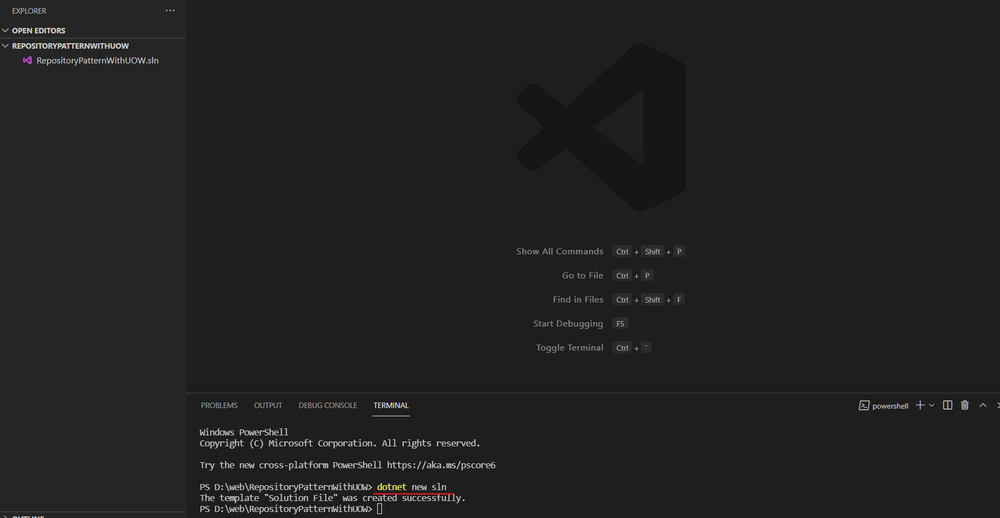 EXPLORER
OPEN EDITORS
REPOSITORYPATTERNWITHUOW
RepositoryPatternWithUOW.sln
Show All Commands Ctrl + Shift + P
Go to File Ctrl + P
Find in Files Ctrl + Shift + F
Start Debugging F5
Toggle Terminal Ctrl + `
PROBLEMS OUTPUT DEBUG CONSOLE TERMINAL powershell
Windows PowerShell
Copyright (C) Microsoft Corporation. All rights reserved.
Try the new cross-platform PowerShell https://aka.ms/pscore6
PS D:\web\RepositoryPatternWithUOW> dotnet new sln
The template "Solution File" was created successfully.
PS D:\web\RepositoryPatternWithUOW>
OUTLINE